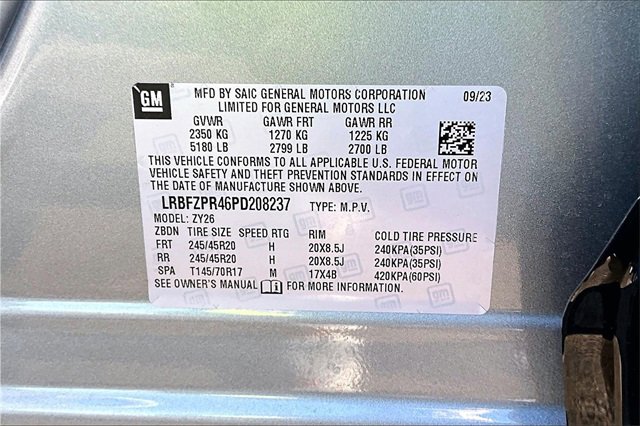 GM
MFD BY SAIC GENERAL MOTORS CORPORATION 09/23
LIMITED FOR GENERAL MOTORS LLC
GVWR GAWR FRT GAWR RR
2350 KG 1270 KG 1225 KG
5180 LB 2799 LB 2700 LB
THIS VEHICLE CONFORMS TO ALL APPLICABLE U.S. FEDERAL MOTOR
VEHICLE SAFETY AND THEFT PREVENTION STANDARDS IN EFFECT ON
THE DATE OF MANUFACTURE SHOWN ABOVE.
LRBFZPR46PD208237 TYPE: M.P.V.
MODEL: ZY26
ZBDN TIRE SIZE SPEED RTG RIM COLD TIRE PRESSURE
FRT 245/45R20 H 20X8.5J 240KPA(35PSI)
RR 245/45R20 H 20X8.5J 240KPA(35PSI)
SPA T145/70R17 M 17X4B 420KPA(60PSI)
SEE OWNER'S MANUAL FOR MORE INFORMATION.